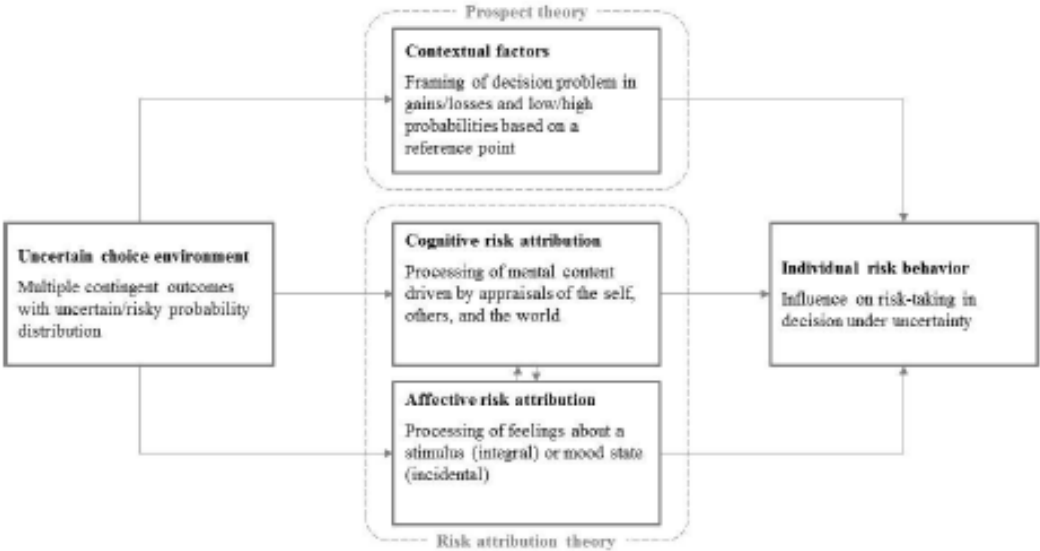 Prospect theory
Contextual factors
Framing of decision problem in
gains/losses and low/high
probabilities based on a
reference point
Uncertain choice environment
Multiple contingent outcomes
with uncertain/risky probability
distribution
Cognitive risk attribution
Processing of mental content
driven by appraisals of the self,
others, and the world
Affective risk attribution
Processing of feelings about a
stimulus (integral) or mood state
(incidental)
Risk attribution theory
Individual risk behavior
Influence on risk-taking in
decision under uncertainty